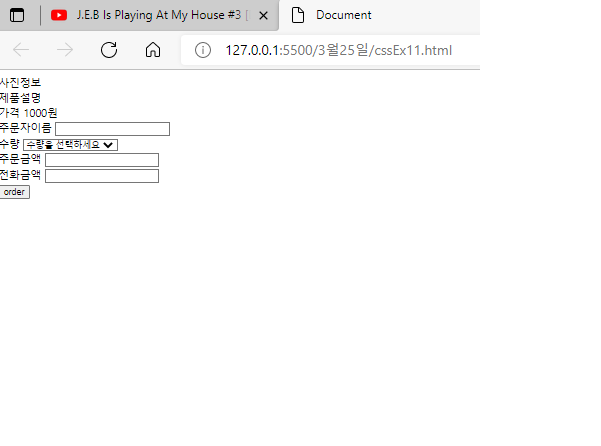 J.E.B Is Playing At My House #3 [
Document
127.0.0.1:5500/3월25일/cssEx11.html
사진정보
제품설명
가격 1000원
주문자이름
수량 수량을 선택하세요
주문금액
전화금액
order